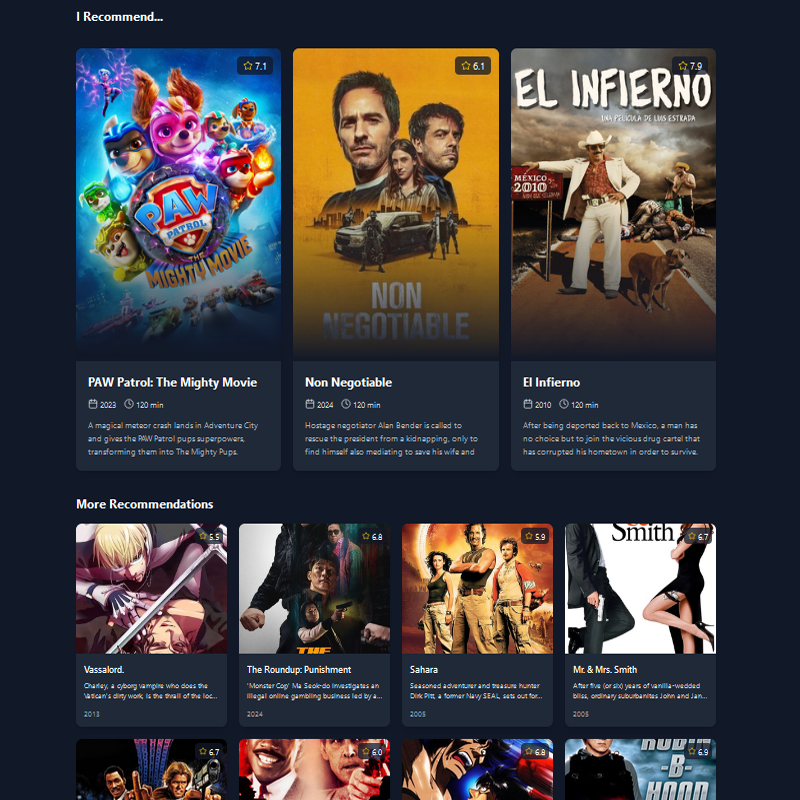 I Recommend...
7.1
6.1
7.9
PAW
PATROL
THE
MIGHTY MOVIE
NON
NEGOTIABLE
EL INFIERNO
UNA PELÍCULA DE LUIS ESTRADA
MÉXICO
2010
PAW Patrol: The Mighty Movie
2023 120 min
A magical meteor crash lands in Adventure City
and gives the PAW Patrol pups superpowers,
transforming them into The Mighty Pups.
Non Negotiable
2024 120 min
Hostage negotiator Alan Bender is called to
rescue the president from a kidnapping, only to
find himself also mediating to save his wife and
El Infierno
2010 120 min
After being deported back to Mexico, a man has
no choice but to join the vicious drug cartel that
has corrupted his hometown in order to survive.
More Recommendations
5.5
6.8
5.9
6.7
THE
Smith
Vassalord.
Charley, a cyborg vampire who does the
Vatican's dirty work, is the thrall of the loc...
2013
The Roundup: Punishment
'Monster Cop' Ma Seok-do investigates an
illegal online gambling business led by a...
2024
Sahara
Seasoned adventurer and treasure hunter
Dirk Pitt, a former Navy SEAL, sets out for...
2005
Mr. & Mrs. Smith
After five (or six) years of vanilla-wedded
bliss, ordinary suburbanites John and Jan...
2005
6.7
6.0
6.8
6.9
ROBIN
-B-
HOOD